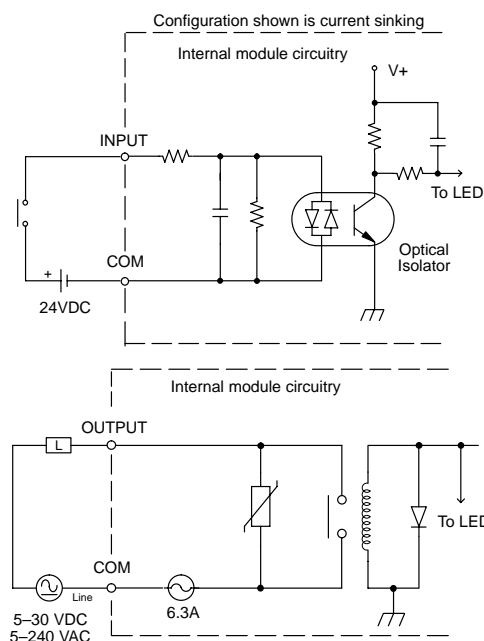 Configuration shown is current sinking
Internal module circuitry
V+
INPUT
To LED
COM
Optical
Isolator
+
24VDC
Internal module circuitry
OUTPUT
L
To LED
COM
Line
6.3A
5–30 VDC
5–240 VAC